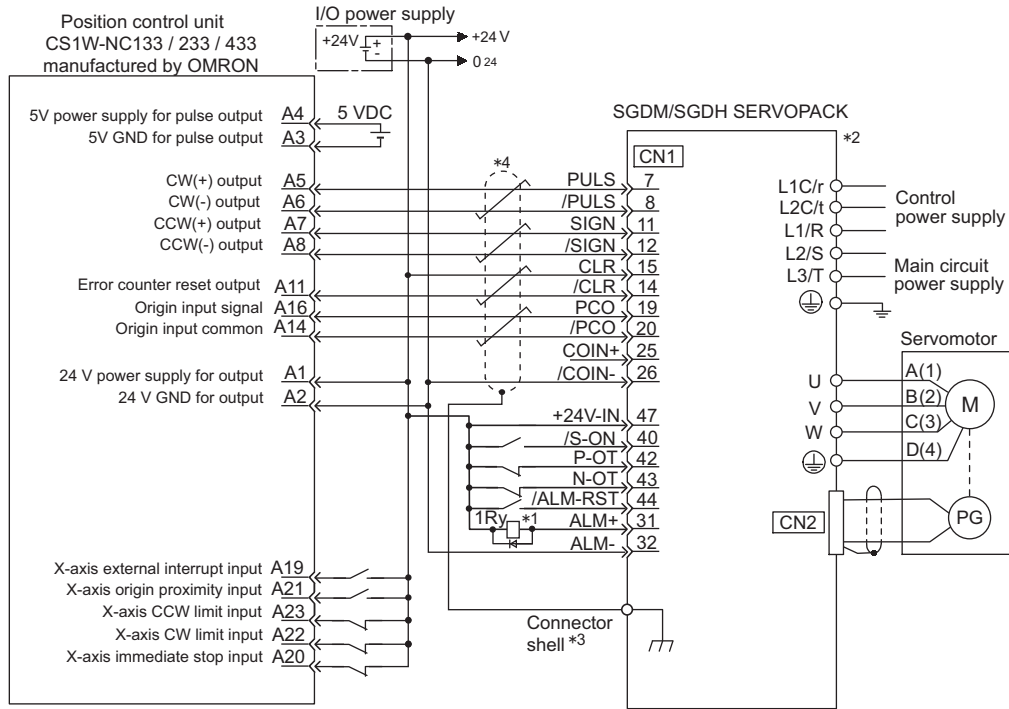 Position control unit
CS1W-NC133 / 233 / 433
manufactured by OMRON
I/O power supply
+24V
+
-
+24 V
0 24
5V power supply for pulse output A4
5 VDC
5V GND for pulse output A3
CW(+) output A5
CW(-) output A6
CCW(+) output A7
CCW(-) output A8
Error counter reset output A11
Origin input signal A16
Origin input common A14
24 V power supply for output A1
24 V GND for output A2
X-axis external interrupt input A19
X-axis origin proximity input A21
X-axis CCW limit input A23
X-axis CW limit input A22
X-axis immediate stop input A20
*4
SGDM/SGDH SERVOPACK
*2
CN1
PULS 7
/PULS 8
SIGN 11
/SIGN 12
CLR 15
/CLR 14
PCO 19
/PCO 20
COIN+ 25
/COIN- 26
+24V-IN 47
/S-ON 40
P-OT 42
N-OT 43
/ALM-RST 44
1Ry *1 ALM+ 31
ALM- 32
Connector
shell *3
L1C/r
L2C/t
Control
power supply
L1/R
L2/S
L3/T
Main circuit
power supply
Servomotor
U A(1)
V B(2)
W C(3)
D(4)
M
CN2
PG